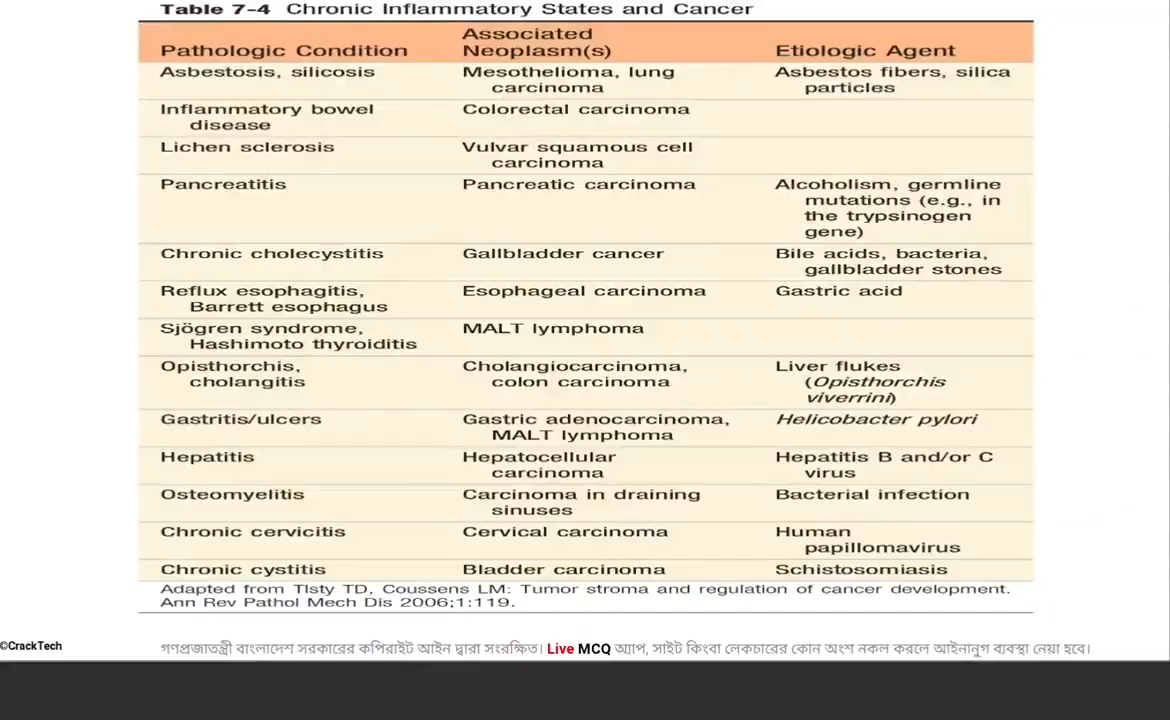 Table 7-4 Chronic Inflammatory States and Cancer
Pathologic Condition Associated Neoplasm(s) Etiologic Agent
Asbestosis, silicosis Mesothelioma, lung carcinoma Asbestos fibers, silica particles
Inflammatory bowel disease Colorectal carcinoma
Lichen sclerosis Vulvar squamous cell carcinoma
Pancreatitis Pancreatic carcinoma Alcoholism, germline mutations (e.g., in the trypsinogen gene)
Chronic cholecystitis Gallbladder cancer Bile acids, bacteria, gallbladder stones
Reflux esophagitis, Barrett esophagus Esophageal carcinoma Gastric acid
Sjögren syndrome, Hashimoto thyroiditis MALT lymphoma
Opisthorchis, cholangitis Cholangiocarcinoma, colon carcinoma Liver flukes (Opisthorchis viverrini)
Gastritis/ulcers Gastric adenocarcinoma, MALT lymphoma Helicobacter pylori
Hepatitis Hepatocellular carcinoma Hepatitis B and/or C virus
Osteomyelitis Carcinoma in draining sinuses Bacterial infection
Chronic cervicitis Cervical carcinoma Human papillomavirus
Chronic cystitis Bladder carcinoma Schistosomiasis
Adapted from Tlsty TD, Coussens LM: Tumor stroma and regulation of cancer development.
Ann Rev Pathol Mech Dis 2006;1:119.
©CrackTech
গণপ্রজাতন্ত্রী বাংলাদেশ সরকারের কপিরাইট আইন দ্বারা সংরক্ষিত। Live MCQ অ্যাপ, সাইট কিংবা লেকচারের কোন অংশ নকল করলে আইনানুগ ব্যবস্থা নেয়া হবে।